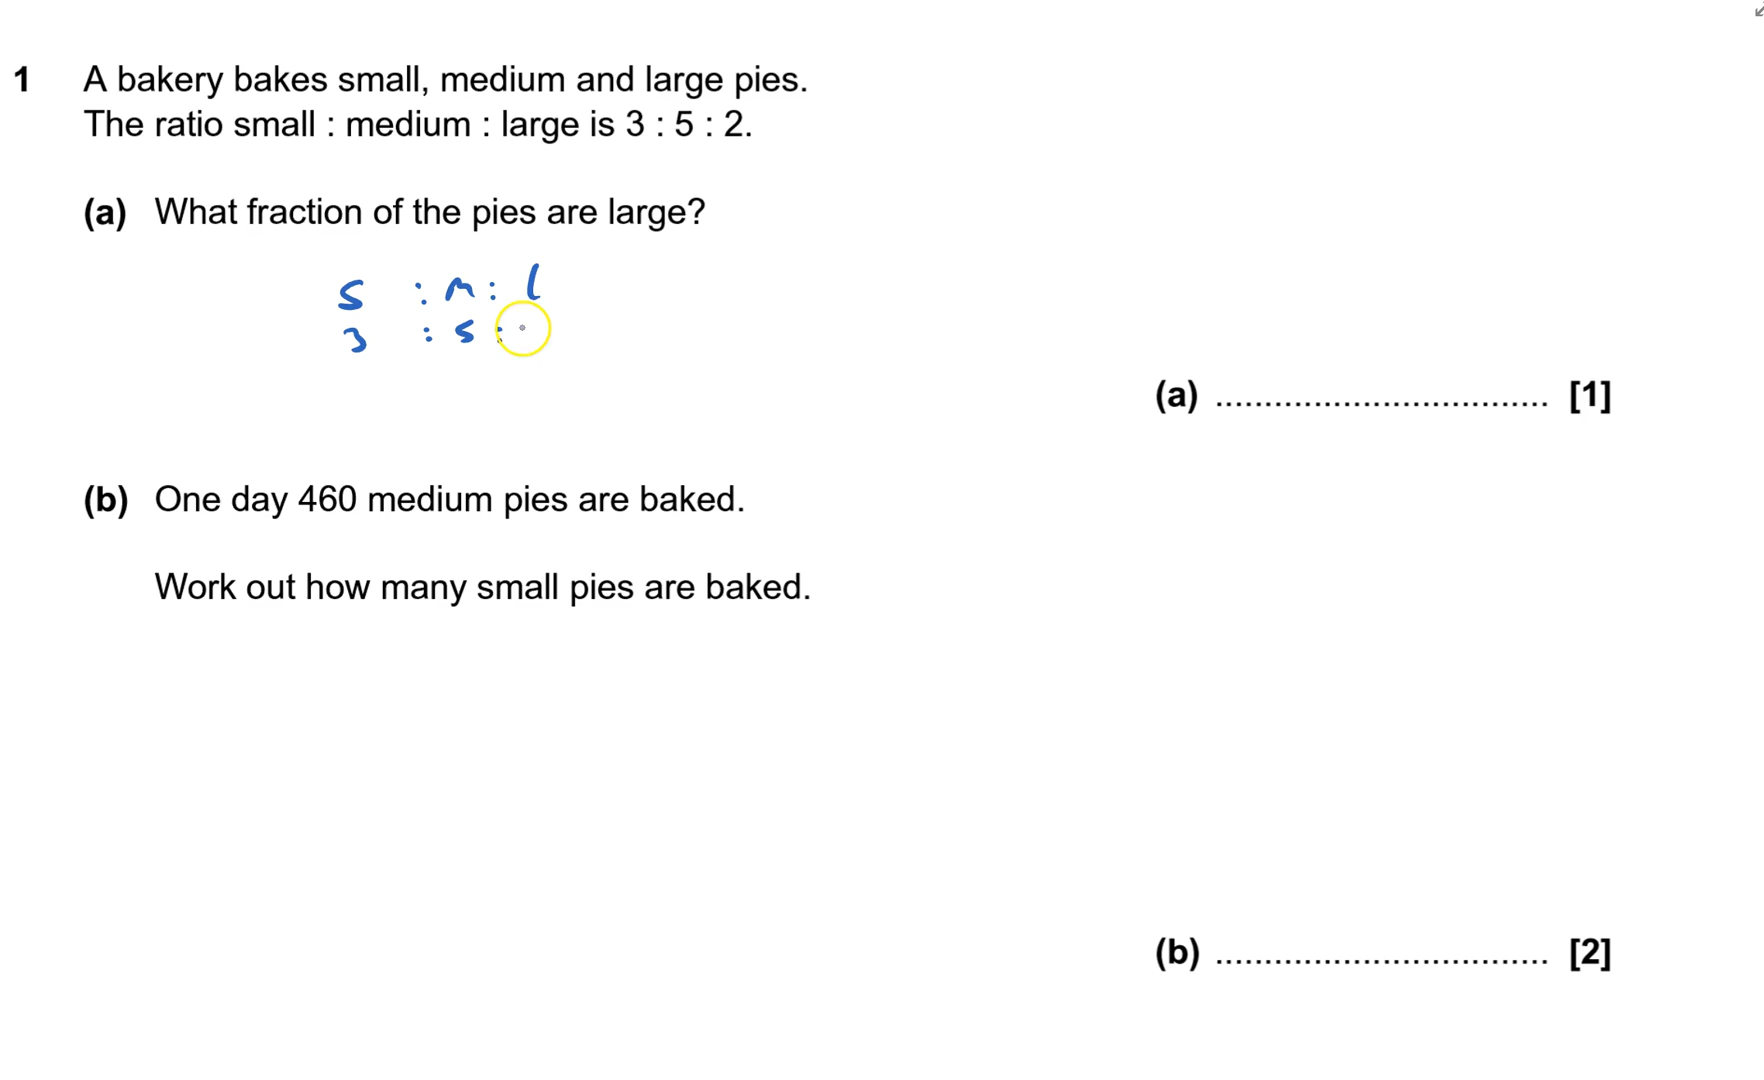 1 A bakery bakes small, medium and large pies.
The ratio small : medium : large is 3 : 5 : 2.
(a) What fraction of the pies are large?
s : m : l
3 : 5 :
(a) ................................. [1]
(b) One day 460 medium pies are baked.
Work out how many small pies are baked.
(b) ................................. [2]